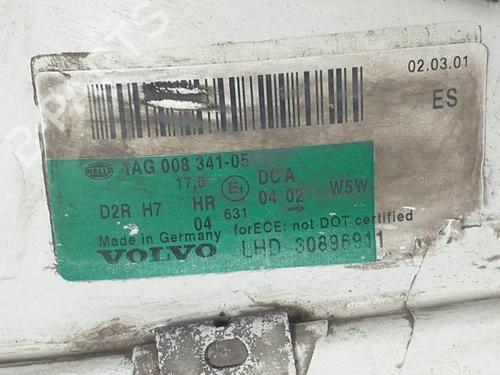 02.03.01
ES
HELLA 1AG 008 341-05
17,5 E1 DC A
D2R H7 HR 04 02 → W5W
04 631
Made in Germany forECE: not DOT certified
VOLVO LHD 30896911